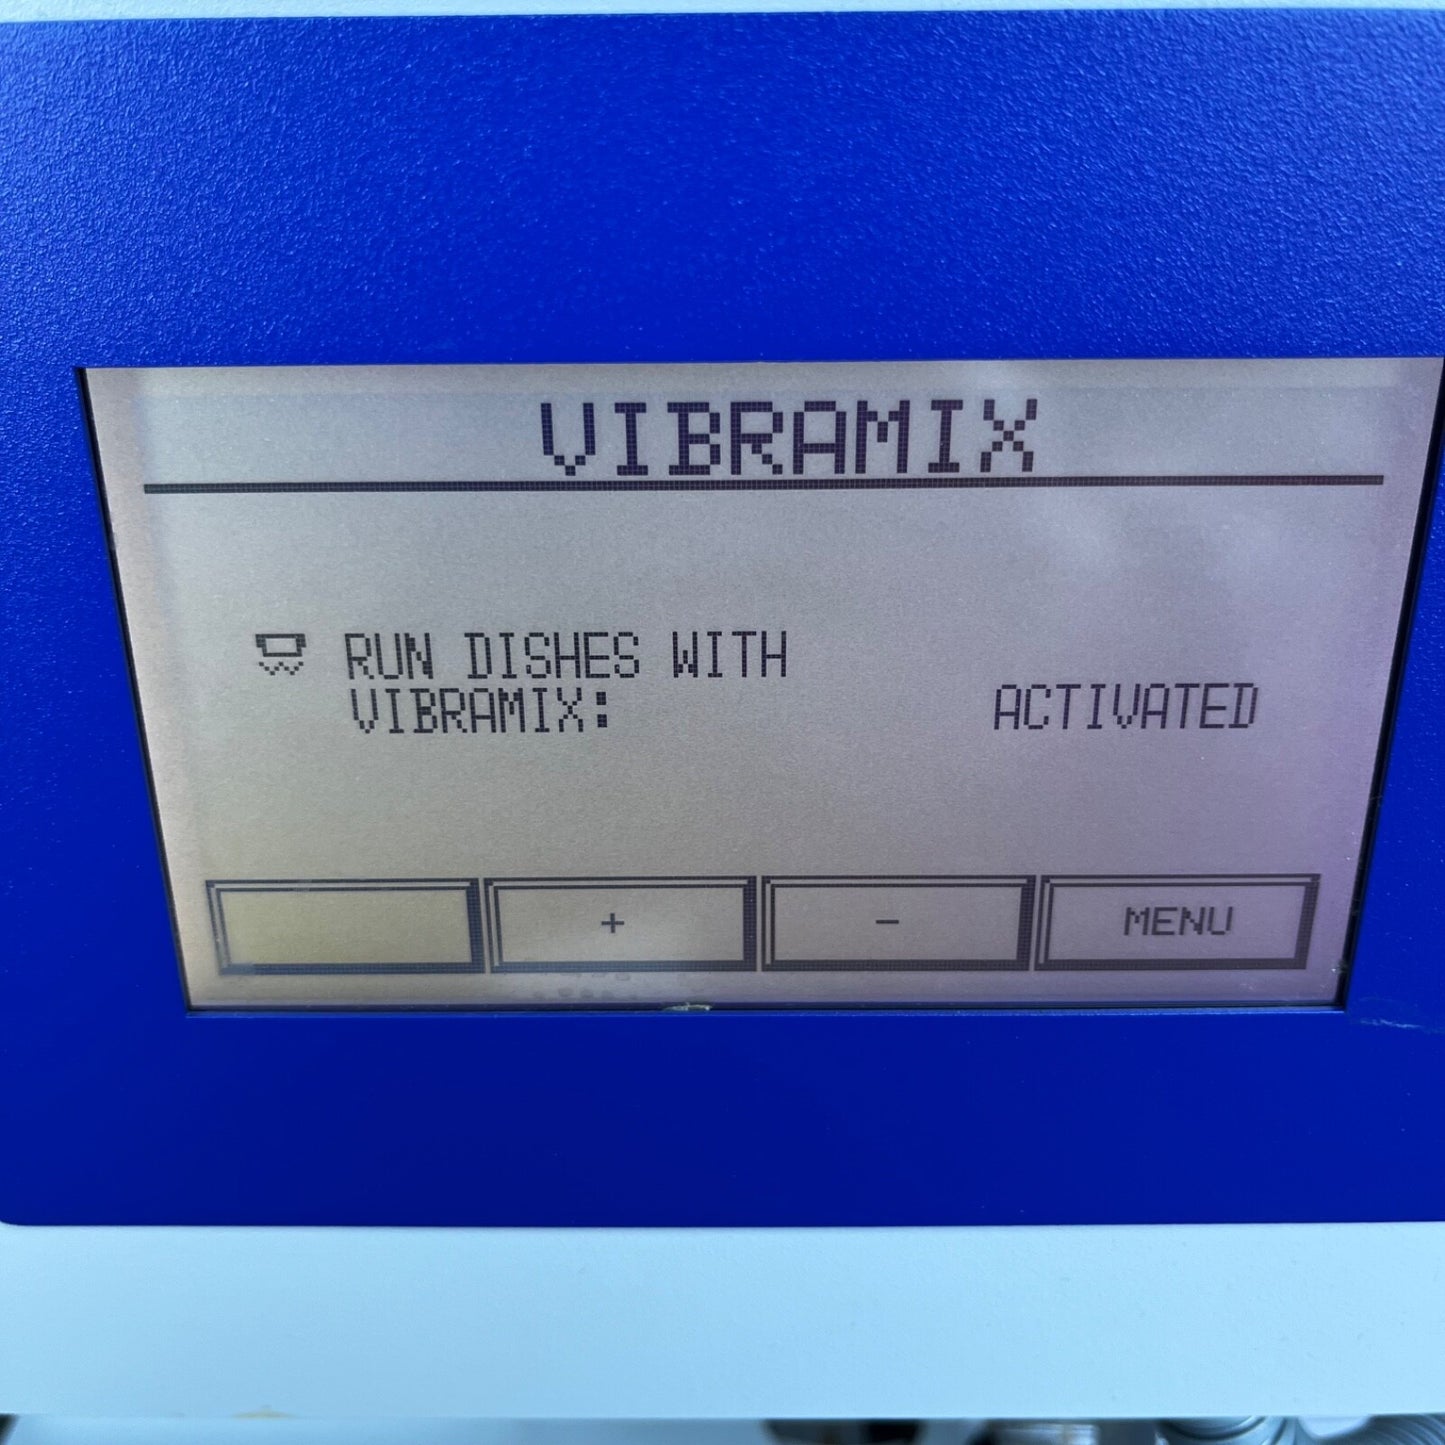 VIBRAMIX
RUN DISHES WITH
VIBRAMIX: ACTIVATED
+ - MENU